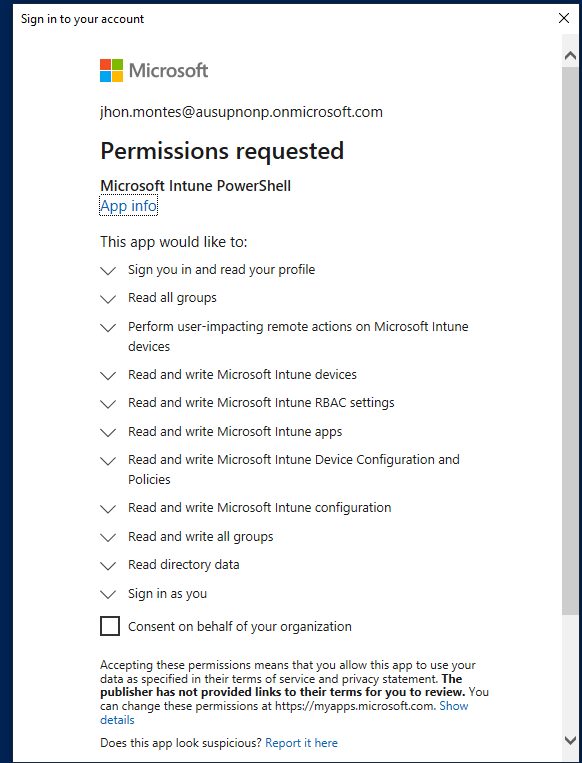 Sign in to your account
Microsoft
jhon.montes@ausupnonp.onmicrosoft.com
Permissions requested
Microsoft Intune PowerShell
App info
This app would like to:
Sign you in and read your profile
Read all groups
Perform user-impacting remote actions on Microsoft Intune
devices
Read and write Microsoft Intune devices
Read and write Microsoft Intune RBAC settings
Read and write Microsoft Intune apps
Read and write Microsoft Intune Device Configuration and
Policies
Read and write Microsoft Intune configuration
Read and write all groups
Read directory data
Sign in as you
Consent on behalf of your organization
Accepting these permissions means that you allow this app to use your
data as specified in their terms of service and privacy statement. The
publisher has not provided links to their terms for you to review. You
can change these permissions at https://myapps.microsoft.com. Show
details
Does this app look suspicious? Report it here